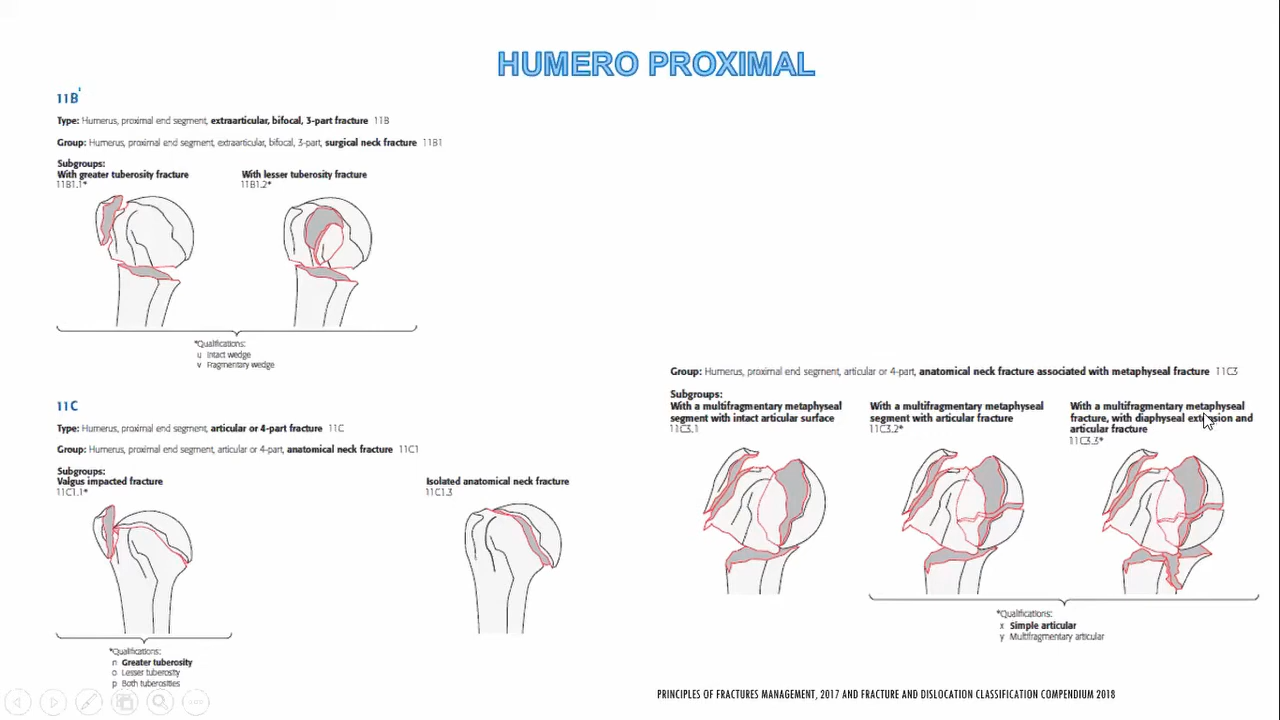 HUMERO PROXIMAL
11B
Type: Humerus, proximal end segment, extraarticular, bifocal, 3-part fracture 11B
Group: Humerus, proximal end segment, extraarticular, bifocal, 3-part, surgical neck fracture 11B1
Subgroups:
With greater tuberosity fracture
11B1.1*
With lesser tuberosity fracture
11B1.2*
*Qualifications:
u Intact wedge
v Fragmentary wedge
11C
Type: Humerus, proximal end segment, articular or 4-part fracture 11C
Group: Humerus, proximal end segment, articular or 4-part, anatomical neck fracture 11C1
Subgroups:
Valgus impacted fracture
11C1.1*
Isolated anatomical neck fracture
11C1.3
*Qualifications:
n Greater tuberosity
o Lesser tuberosity
p Both tuberosities
Group: Humerus, proximal end segment, articular or 4-part, anatomical neck fracture associated with metaphyseal fracture 11C3
Subgroups:
With a multifragmentary metaphyseal
segment with intact articular surface
11C3.1
With a multifragmentary metaphyseal
segment with articular fracture
11C3.2*
With a multifragmentary metaphyseal
fracture, with diaphyseal extension and
articular fracture
11C3.3*
*Qualifications:
x Simple articular
y Multifragmentary articular
PRINCIPLES OF FRACTURES MANAGEMENT, 2017 AND FRACTURE AND DISLOCATION CLASSIFICATION COMPENDIUM 2018